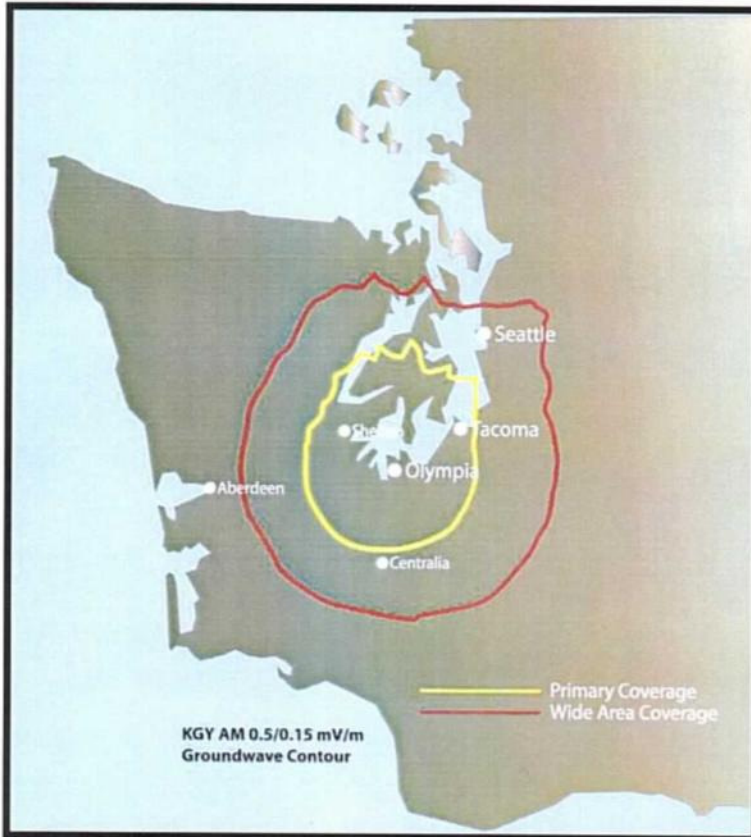 Seattle
Tacoma
Olympia
Aberdeen
Centralia
Primary Coverage
Wide Area Coverage
KGY AM 0.5/0.15 mV/m
Groundwave Contour